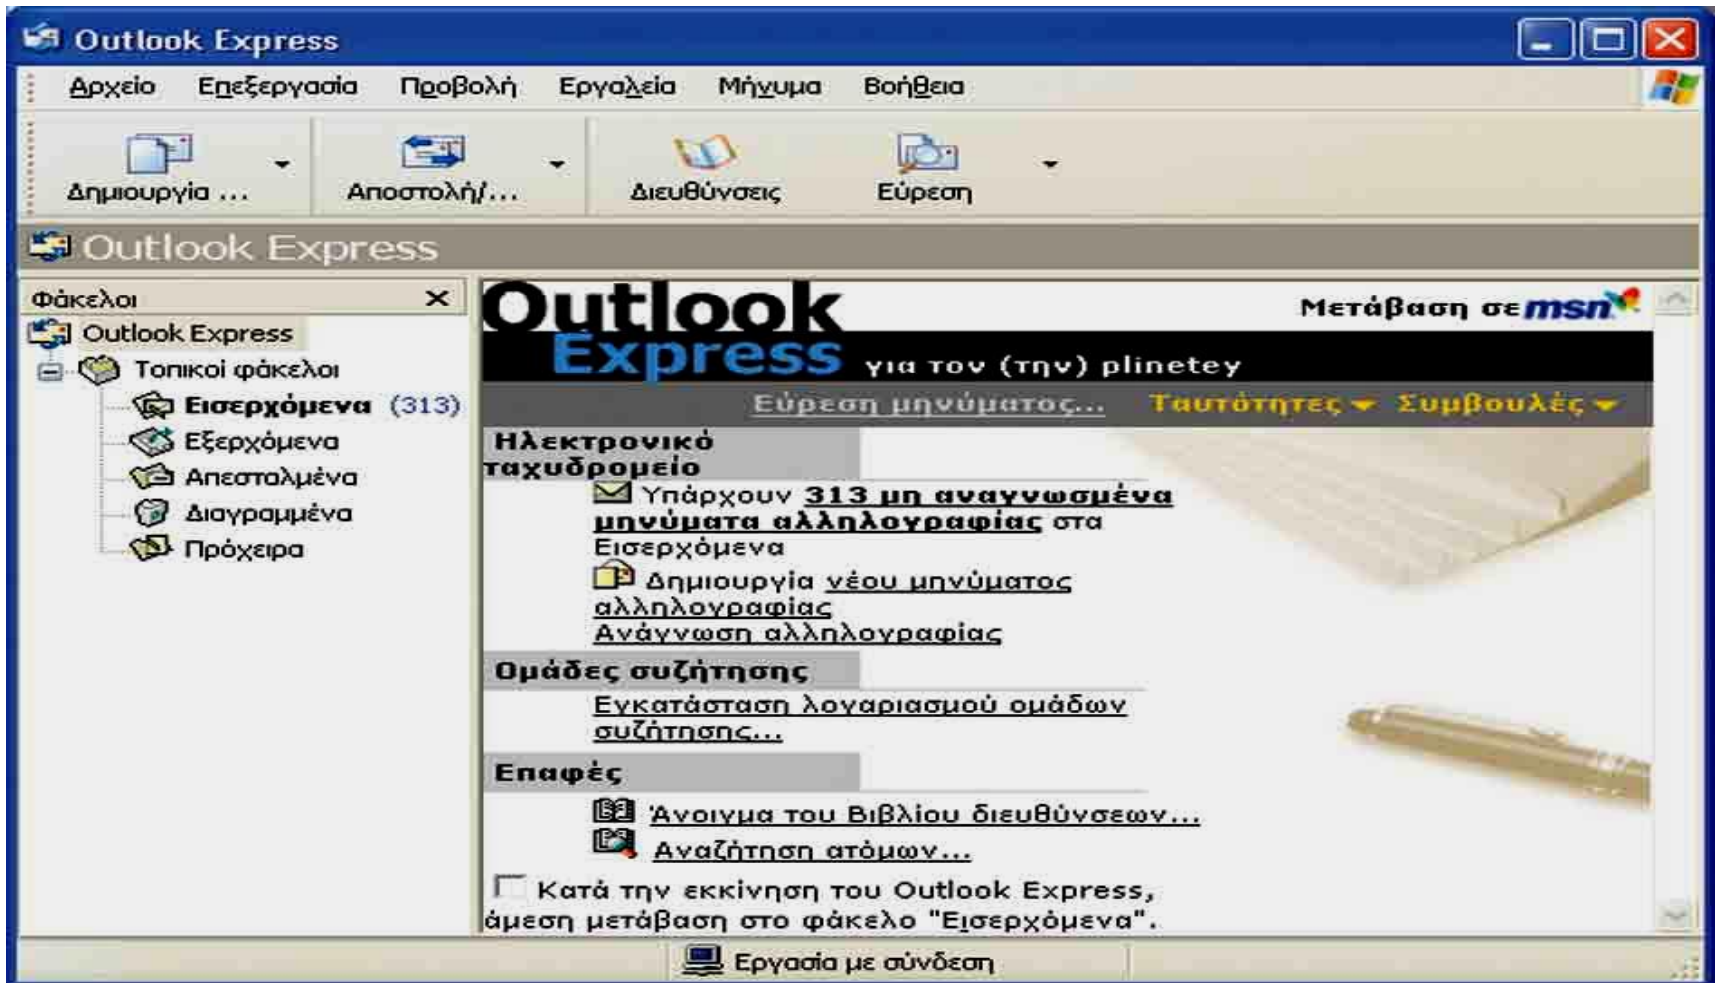 Outlook Express
Αρχείο Επεξεργασία Προβολή Εργαλεία Μήνυμα Βοήθεια
Δημιουργία ... Αποστολή/... Διευθύνσεις Εύρεση
Outlook Express
Φάκελοι
Outlook Express
Τοπικοί φάκελοι
Εισερχόμενα (313)
Εξερχόμενα
Απεσταλμένα
Διαγραμμένα
Πρόχειρα
Outlook Μετάβαση σε msn
Express για τον (την) plinetey
Εύρεση μηνύματος... Ταυτότητες Συμβουλές
Ηλεκτρονικό
ταχυδρομείο
Υπάρχουν 313 μη αναγνωσμένα
μηνύματα αλληλογραφίας στα
Εισερχόμενα
Δημιουργία νέου μηνύματος
αλληλογραφίας
Ανάγνωση αλληλογραφίας
Ομάδες συζήτησης
Εγκατάσταση λογαριασμού ομάδων
συζήτησης...
Επαφές
Άνοιγμα του Βιβλίου διευθύνσεων...
Αναζήτηση ατόμων...
Κατά την εκκίνηση του Outlook Express,
άμεση μετάβαση στο φάκελο "Εισερχόμενα".
Εργασία με σύνδεση